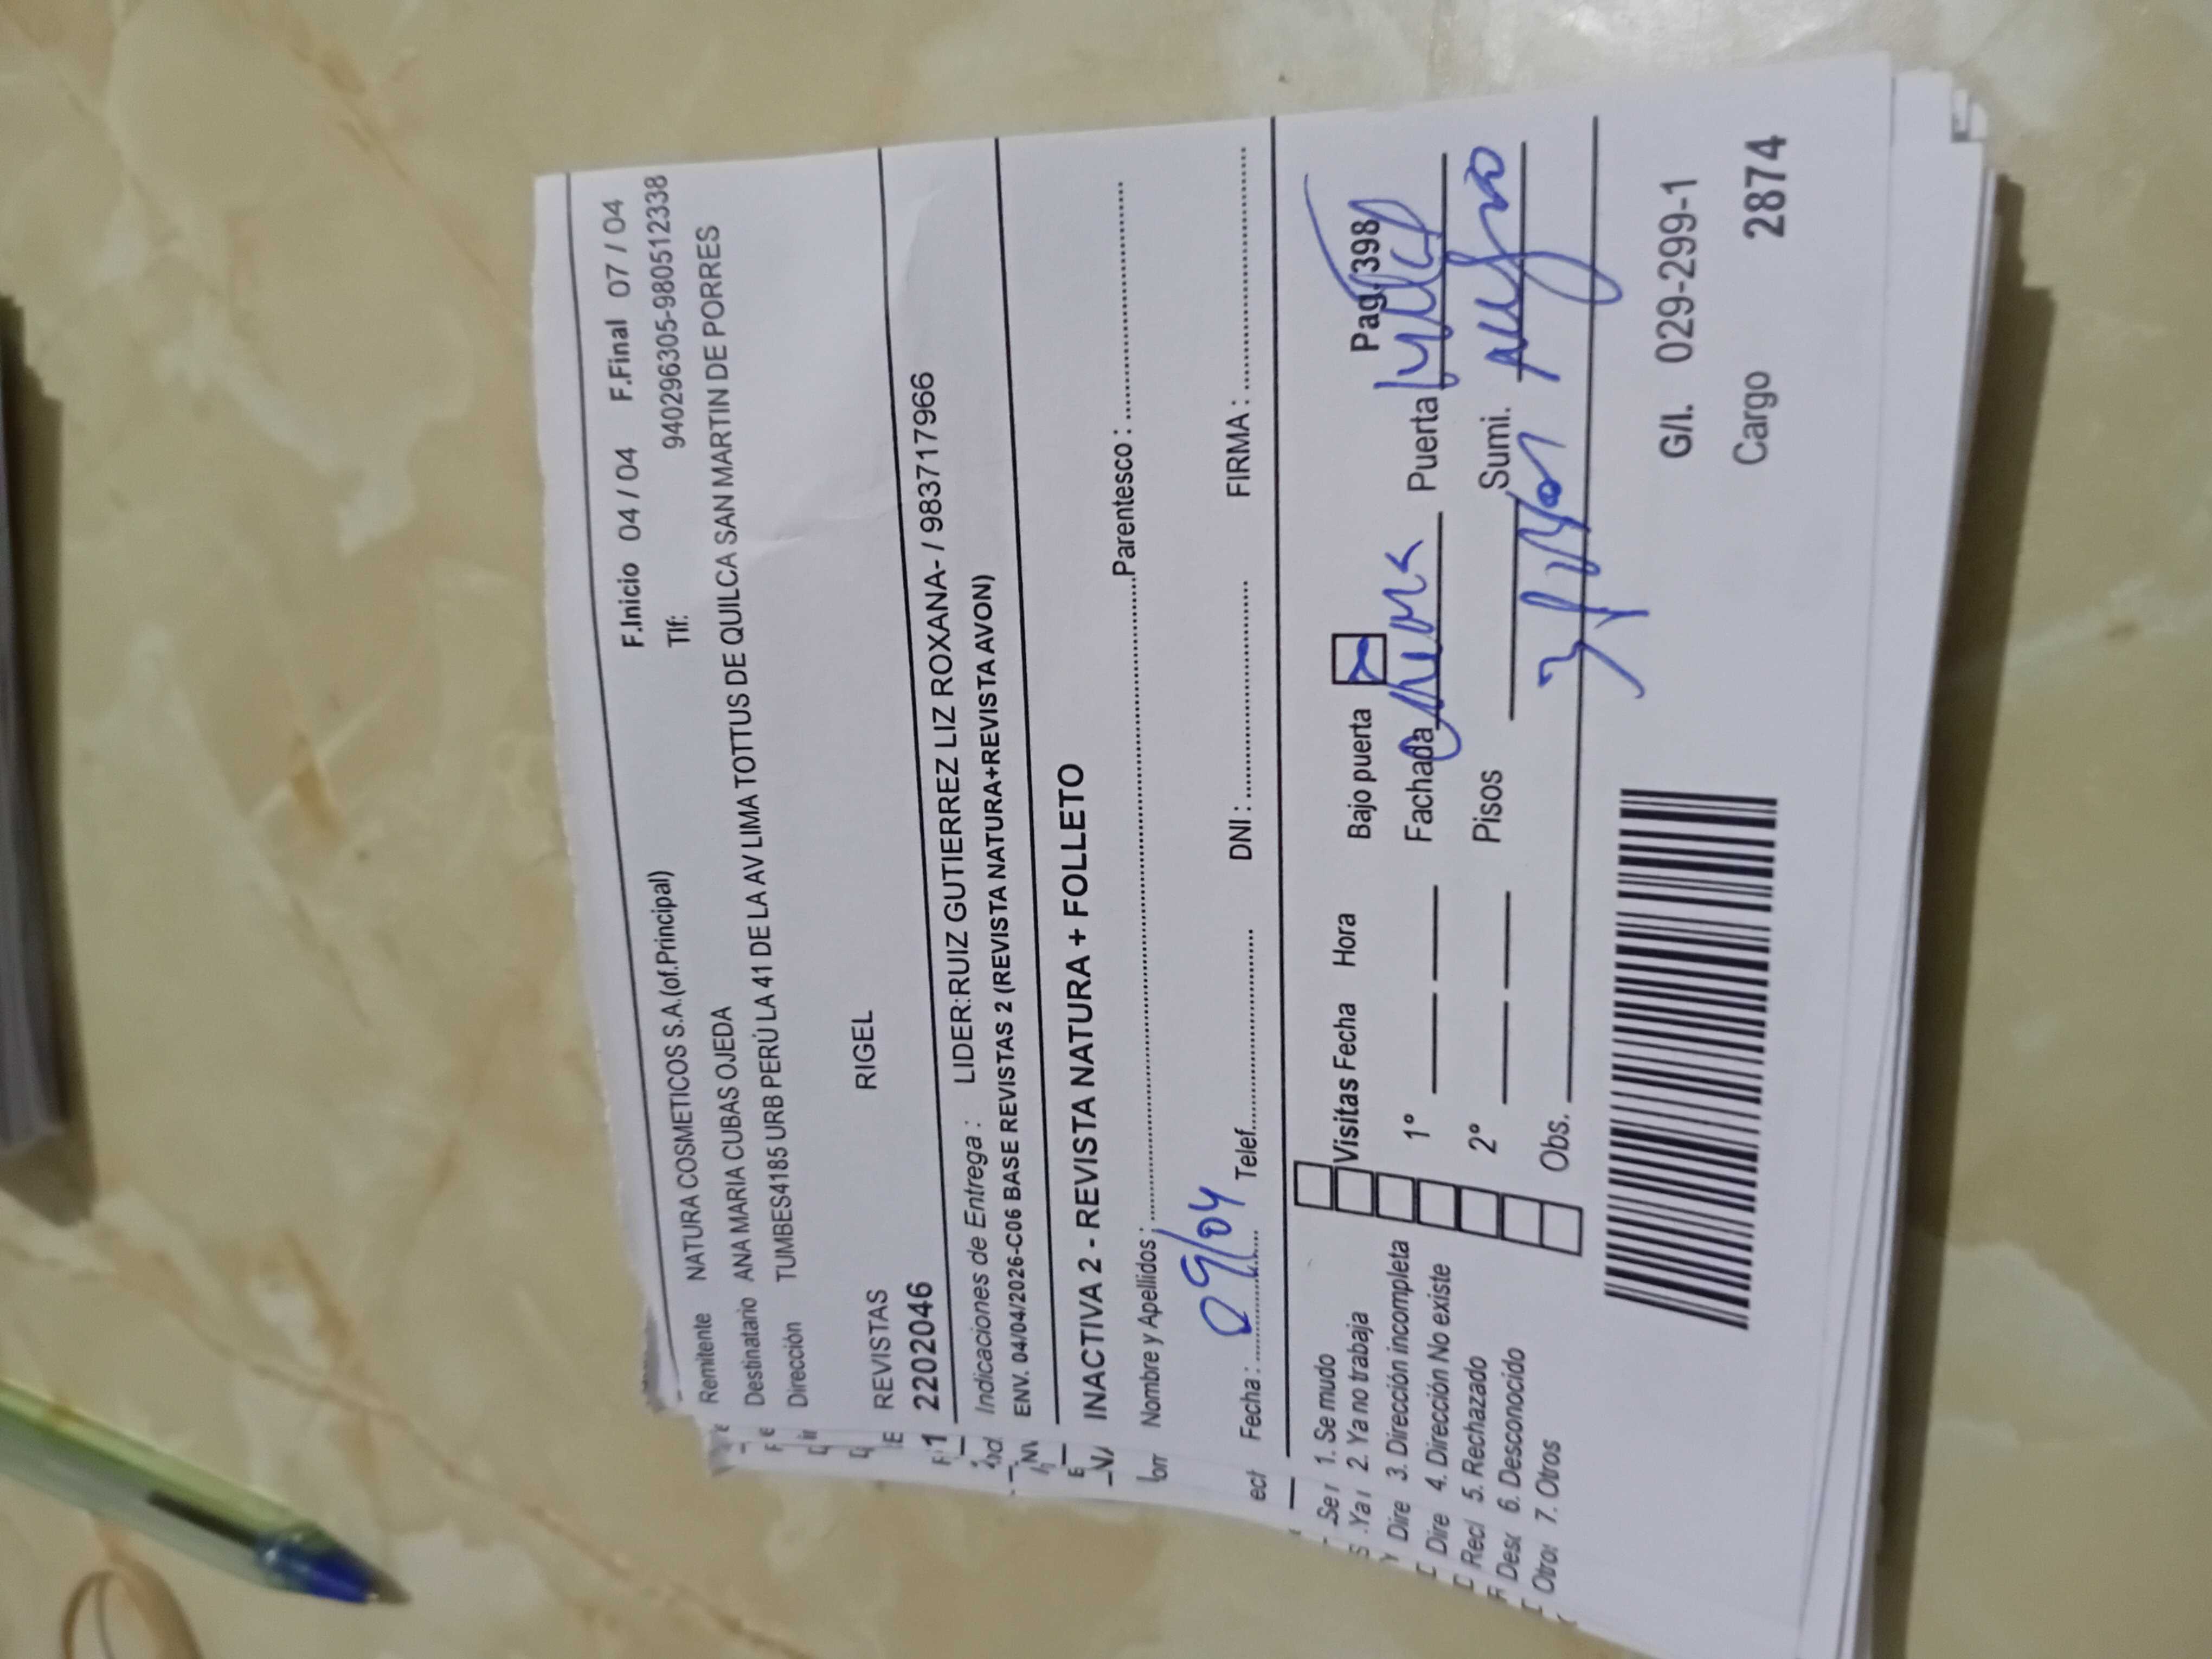 F.Inicio 04 / 04 F.Final 07 / 04
Remitente NATURA COSMETICOS S.A.(of.Principal) Tlf: 940296305-980512338
Destinatario ANA MARIA CUBAS OJEDA
Dirección TUMBES4185 URB PERÚ LA 41 DE LA AV LIMA TOTTUS DE QUILCA SAN MARTIN DE PORRES
REVISTAS RIGEL
2202046
Indicaciones de Entrega : LIDER:RUIZ GUTIERREZ LIZ ROXANA- / 983717966
ENV. 04/04/2026-C06 BASE REVISTAS 2 (REVISTA NATURA+REVISTA AVON)
INACTIVA 2 - REVISTA NATURA + FOLLETO
Nombre y Apellidos : Parentesco :
Fecha : 09/04 Telef. DNI : FIRMA :
1. Se mudo
2. Ya no trabaja
3. Dirección incompleta
4. Dirección No existe
5. Rechazado
6. Desconocido
7. Otros
Visitas Fecha Hora Bajo puerta Pag. 398
1° Fachada Puerta
2° Pisos Sumi.
Obs.
G/I. 029-299-1
Cargo 2874